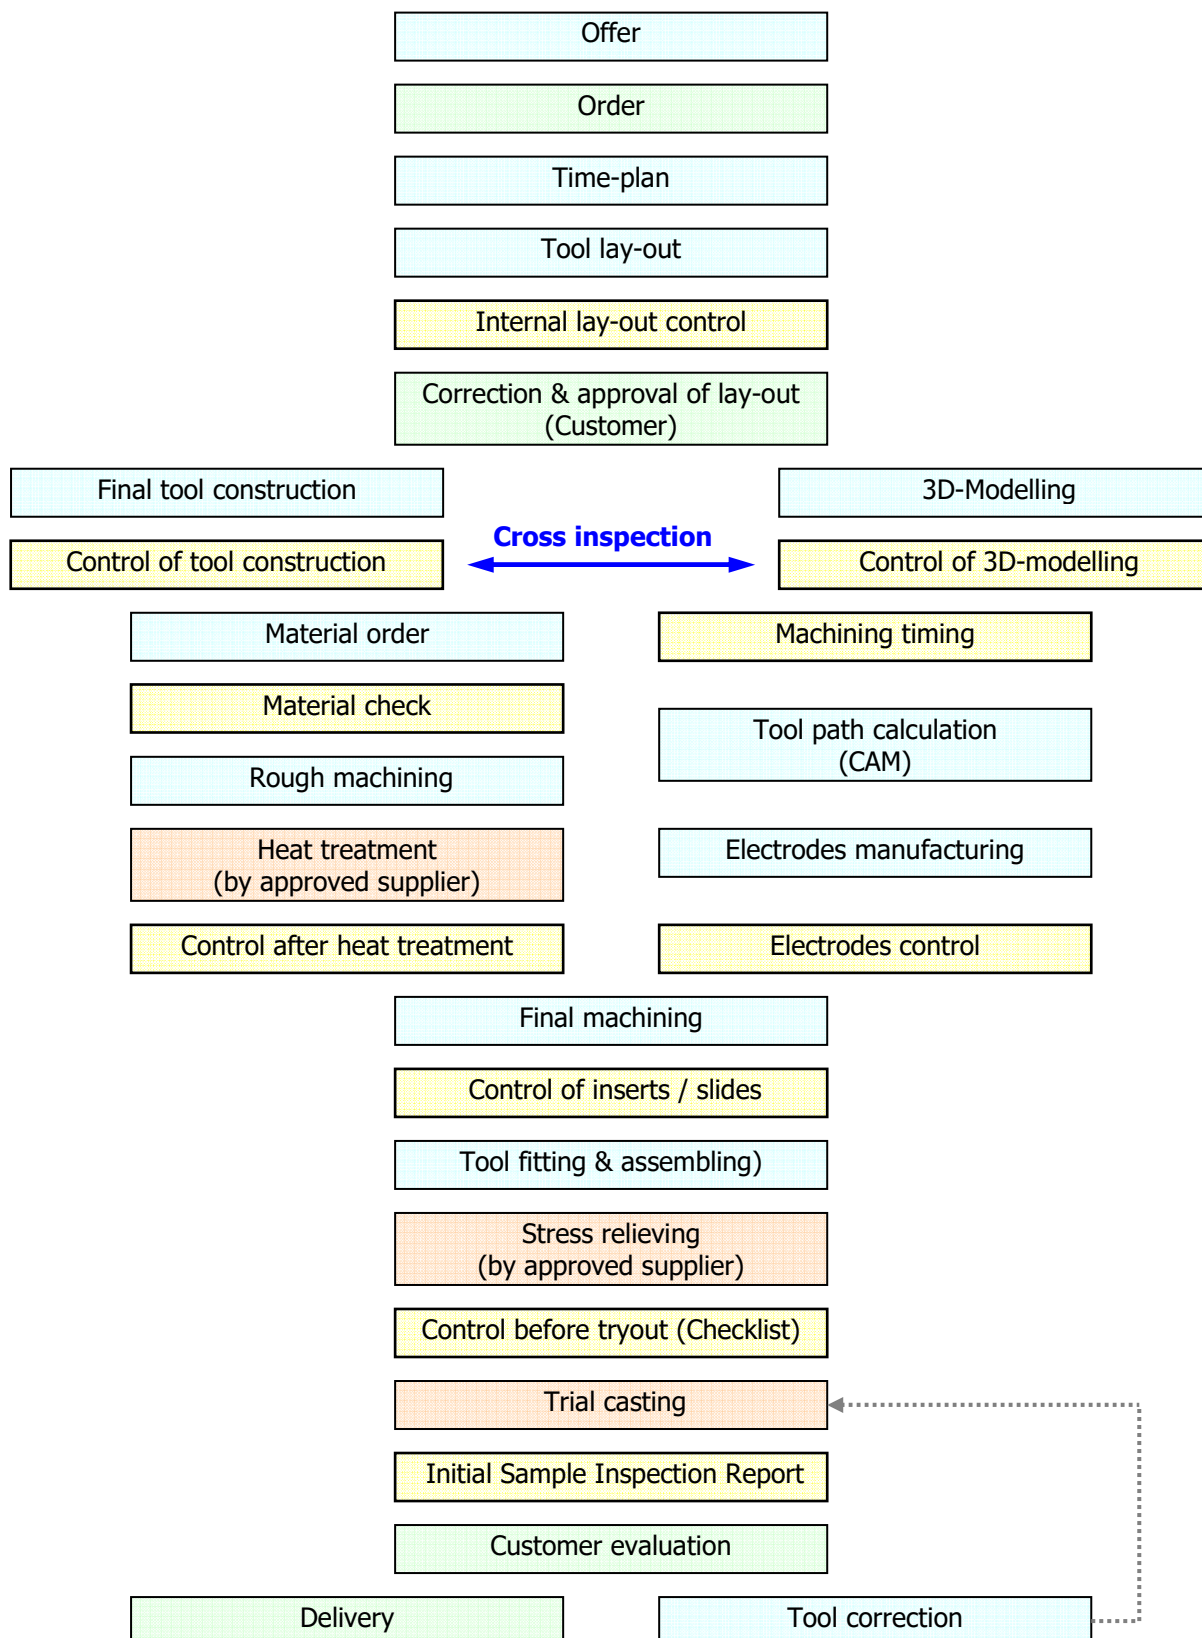 Offer
Order
Time-plan
Tool lay-out
Internal lay-out control
Correction & approval of lay-out
(Customer)
Final tool construction
3D-Modelling
Cross inspection
Control of tool construction
Control of 3D-modelling
Material order
Machining timing
Material check
Tool path calculation
(CAM)
Rough machining
Heat treatment
(by approved supplier)
Electrodes manufacturing
Control after heat treatment
Electrodes control
Final machining
Control of inserts / slides
Tool fitting & assembling)
Stress relieving
(by approved supplier)
Control before tryout (Checklist)
Trial casting
Initial Sample Inspection Report
Customer evaluation
Delivery
Tool correction